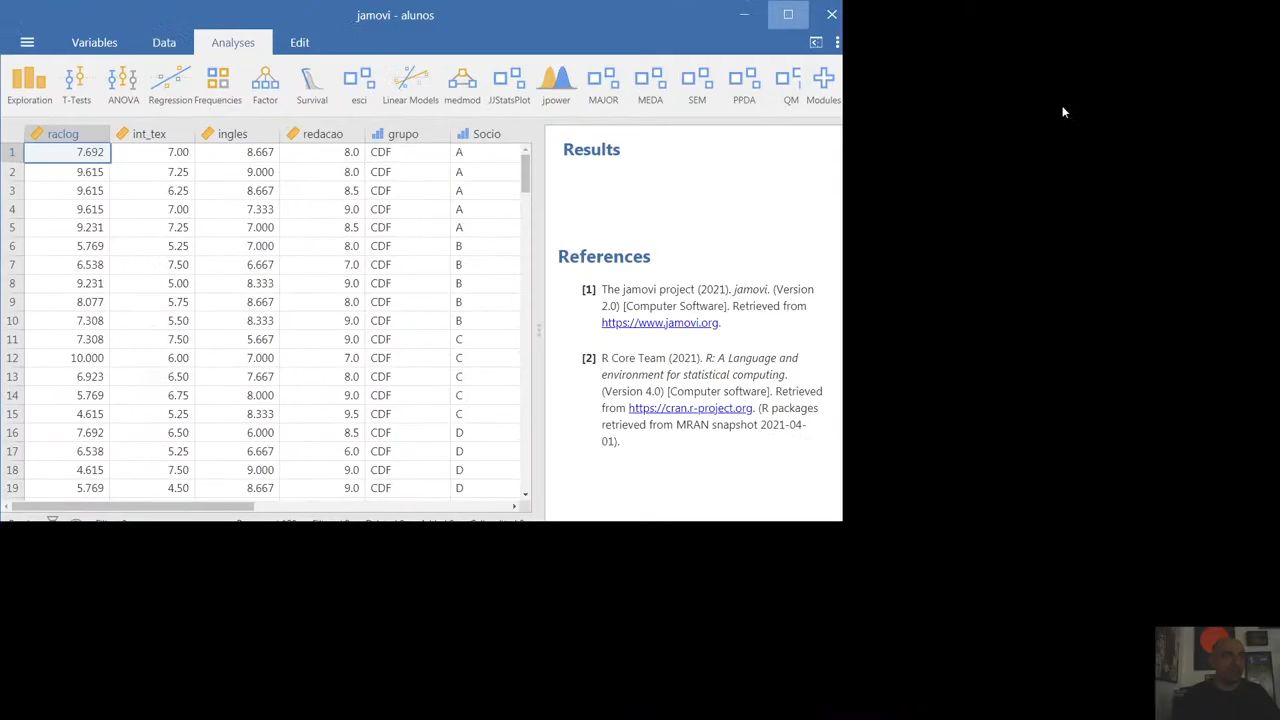 jamovi - alunos
Variables Data Analyses Edit
Exploration T-Tests ANOVA Regression Frequencies Factor Survival esci Linear Models medmod JJStatsPlot jpower MAJOR MEDA SEM PPDA QM Modules
raclog int_tex ingles redacao grupo Socio
1 7.692 7.00 8.667 8.0 CDF A
2 9.615 7.25 9.000 8.0 CDF A
3 9.615 6.25 8.667 8.5 CDF A
4 9.615 7.00 7.333 9.0 CDF A
5 9.231 7.25 7.000 8.5 CDF A
6 5.769 5.25 7.000 8.0 CDF B
7 6.538 7.50 6.667 7.0 CDF B
8 9.231 5.00 8.333 9.0 CDF B
9 8.077 5.75 8.667 8.0 CDF B
10 7.308 5.50 8.333 9.0 CDF B
11 7.308 7.50 5.667 9.0 CDF C
12 10.000 6.00 7.000 7.0 CDF C
13 6.923 6.50 7.667 8.0 CDF C
14 5.769 6.75 8.000 9.0 CDF C
15 4.615 5.25 8.333 9.5 CDF C
16 7.692 6.50 6.000 8.5 CDF D
17 6.538 5.25 6.667 6.0 CDF D
18 4.615 7.50 9.000 9.0 CDF D
19 5.769 4.50 8.667 9.0 CDF D
Results
References
[1] The jamovi project (2021). jamovi. (Version
2.0) [Computer Software]. Retrieved from
https://www.jamovi.org.
[2] R Core Team (2021). R: A Language and
environment for statistical computing.
(Version 4.0) [Computer software]. Retrieved
from https://cran.r-project.org. (R packages
retrieved from MRAN snapshot 2021-04-
01).